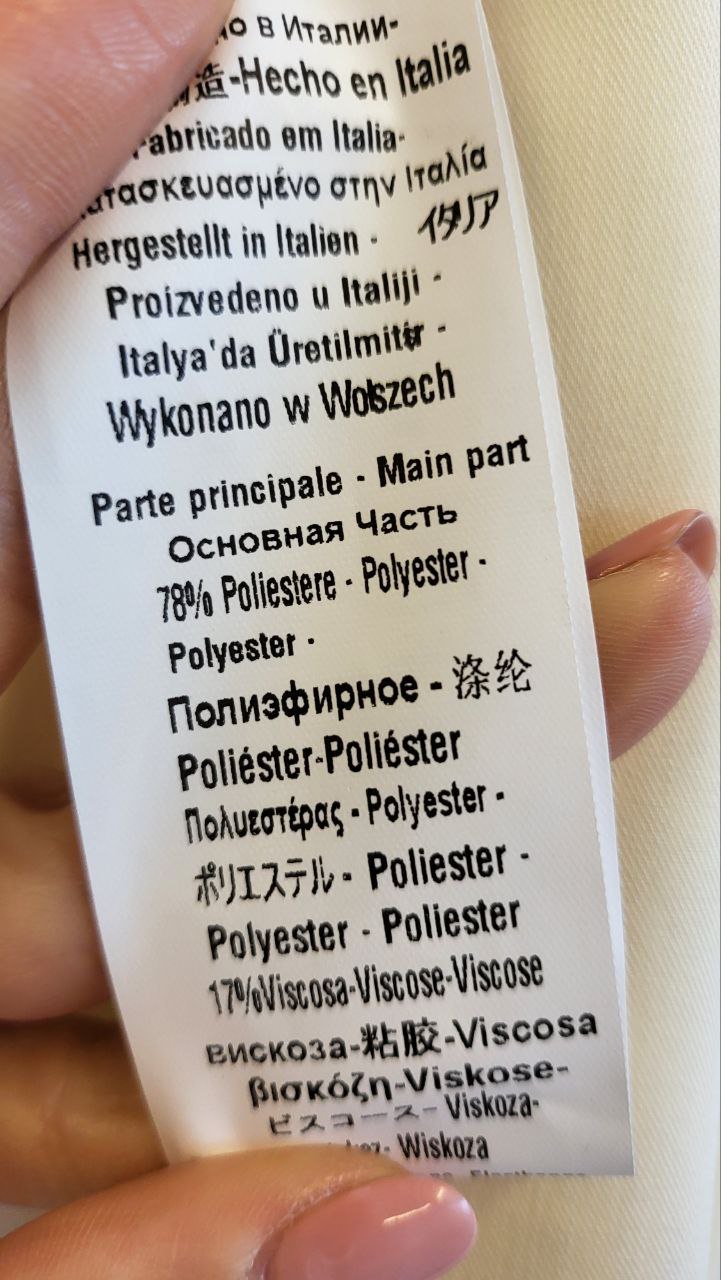 в Италии-
造-Hecho en Italia
Fabricado em Italia-
στην Ιταλία
Hergestellt in Italien - イタリア
Proizvedeno u Italiji -
Italya'da Üretilmiştir -
Wykonano w Wolszech
Parte principale - Main part
Основная Часть
78% Poliestere - Polyester -
Polyester -
Полиэфирное - 涤纶
Poliéster-Poliéster
Πολυεστέρας - Polyester -
ポリエステル - Poliester -
Polyester - Poliester
17%Viscosa-Viscose-Viscose
вискоза-粘胶-Viscosa
βισκόζη-Viskose-
ビスコース- Viskoza-
- Wiskoza